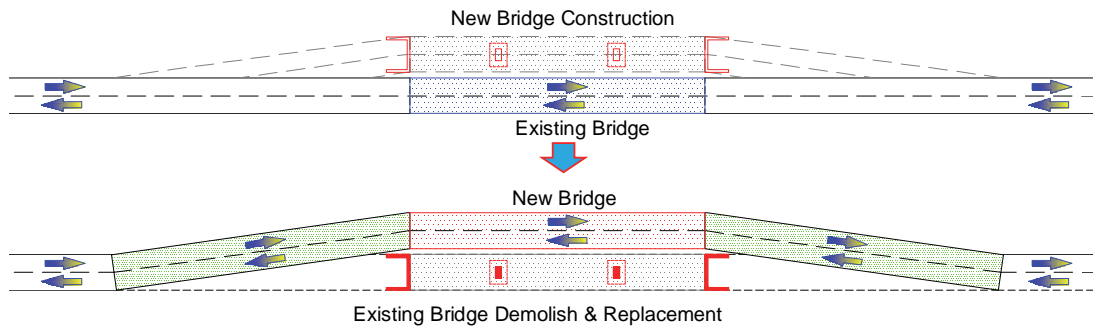 New Bridge Construction
Existing Bridge
New Bridge
Existing Bridge Demolish & Replacement